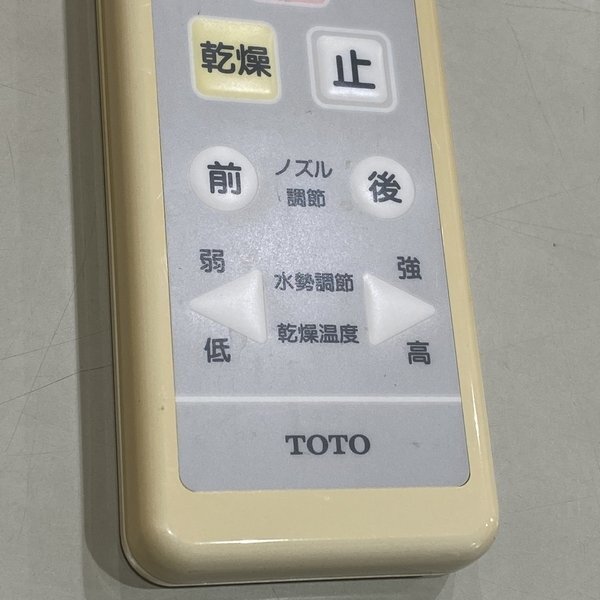 乾燥 止
前 ノズル 後
調節
弱 強
水勢調節
乾燥温度
低 高
TOTO